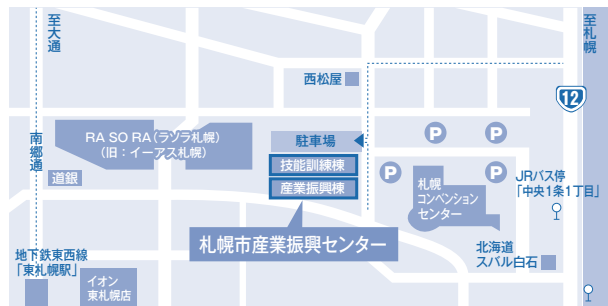 至大通
至札幌
西松屋
12
RA SO RA(ラソラ札幌)
(旧:イーアス札幌)
駐車場
P
P
南郷通
道銀
技能訓練棟
産業振興棟
P
P
札幌
コンベンション
センター
JRバス停
「中央1条1丁目」
札幌市産業振興センター
地下鉄東西線
「東札幌駅」
イオン
東札幌店
北海道
スバル白石